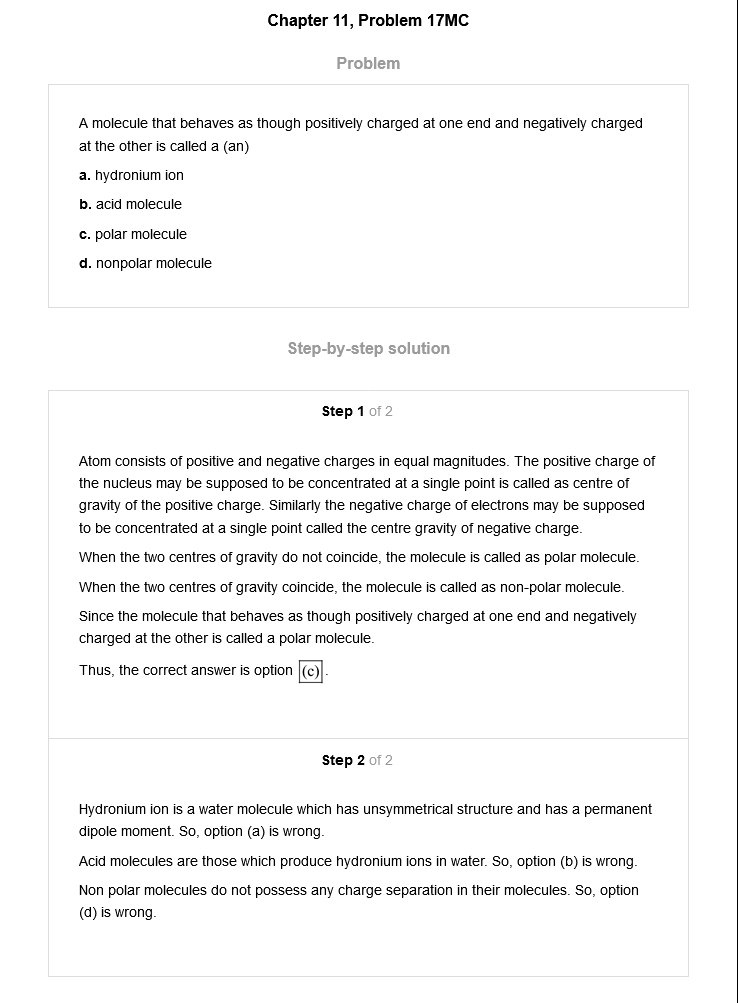 Chapter 11, Problem 17MC
Problem
A molecule that behaves as though positively charged at one end and negatively charged
at the other is called a (an)
a. hydronium ion
b. acid molecule
c. polar molecule
d. nonpolar molecule
Step-by-step solution
Step 1 of 2
Atom consists of positive and negative charges in equal magnitudes. The positive charge of
the nucleus may be supposed to be concentrated at a single point is called as centre of
gravity of the positive charge. Similarly the negative charge of electrons may be supposed
to be concentrated at a single point called the centre gravity of negative charge.
When the two centres of gravity do not coincide, the molecule is called as polar molecule.
When the two centres of gravity coincide, the molecule is called as non-polar molecule.
Since the molecule that behaves as though positively charged at one end and negatively
charged at the other is called a polar molecule.
Thus, the correct answer is option (c).
Step 2 of 2
Hydronium ion is a water molecule which has unsymmetrical structure and has a permanent
dipole moment. So, option (a) is wrong.
Acid molecules are those which produce hydronium ions in water. So, option (b) is wrong.
Non polar molecules do not possess any charge separation in their molecules. So, option
(d) is wrong.